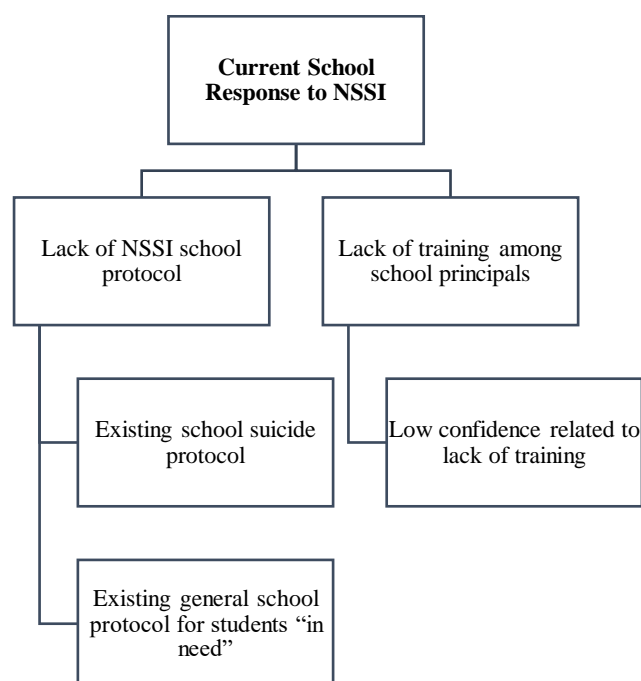 Current School
Response to NSSI
Lack of NSSI school
protocol
Lack of training among
school principals
Existing school suicide
protocol
Low confidence related to
lack of training
Existing general school
protocol for students “in
need”